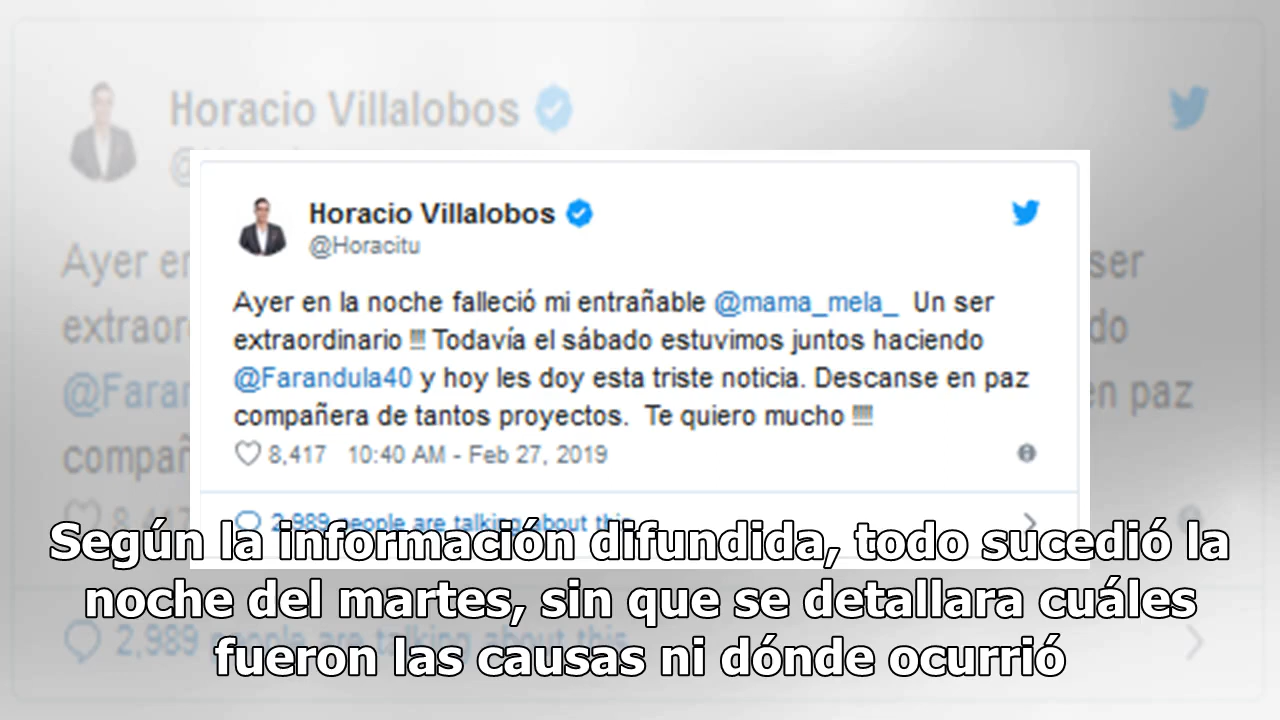 Horacio Villalobos
@Horacitu
Ayer en la noche falleció mi entrañable @mama_mela_ Un ser
extraordinario !!! Todavía el sábado estuvimos juntos haciendo
@Farandula40 y hoy les doy esta triste noticia. Descanse en paz
compañera de tantos proyectos. Te quiero mucho !!!!
8,417 10:40 AM - Feb 27, 2019
2,989 people are talking about this
Según la información difundida, todo sucedió la
noche del martes, sin que se detallara cuáles
fueron las causas ni dónde ocurrió